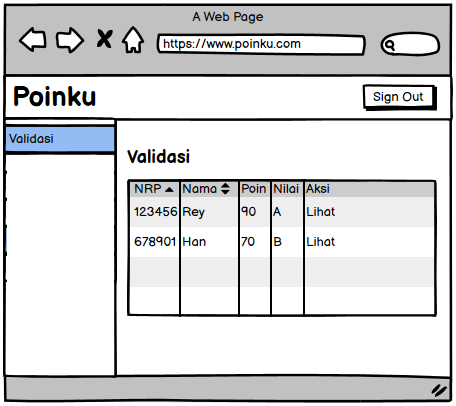 A Web Page
https://www.poinku.com
Poinku
Sign Out
Validasi
Validasi
NRP Nama Poin Nilai Aksi
123456 Rey 90 A Lihat
678901 Han 70 B Lihat